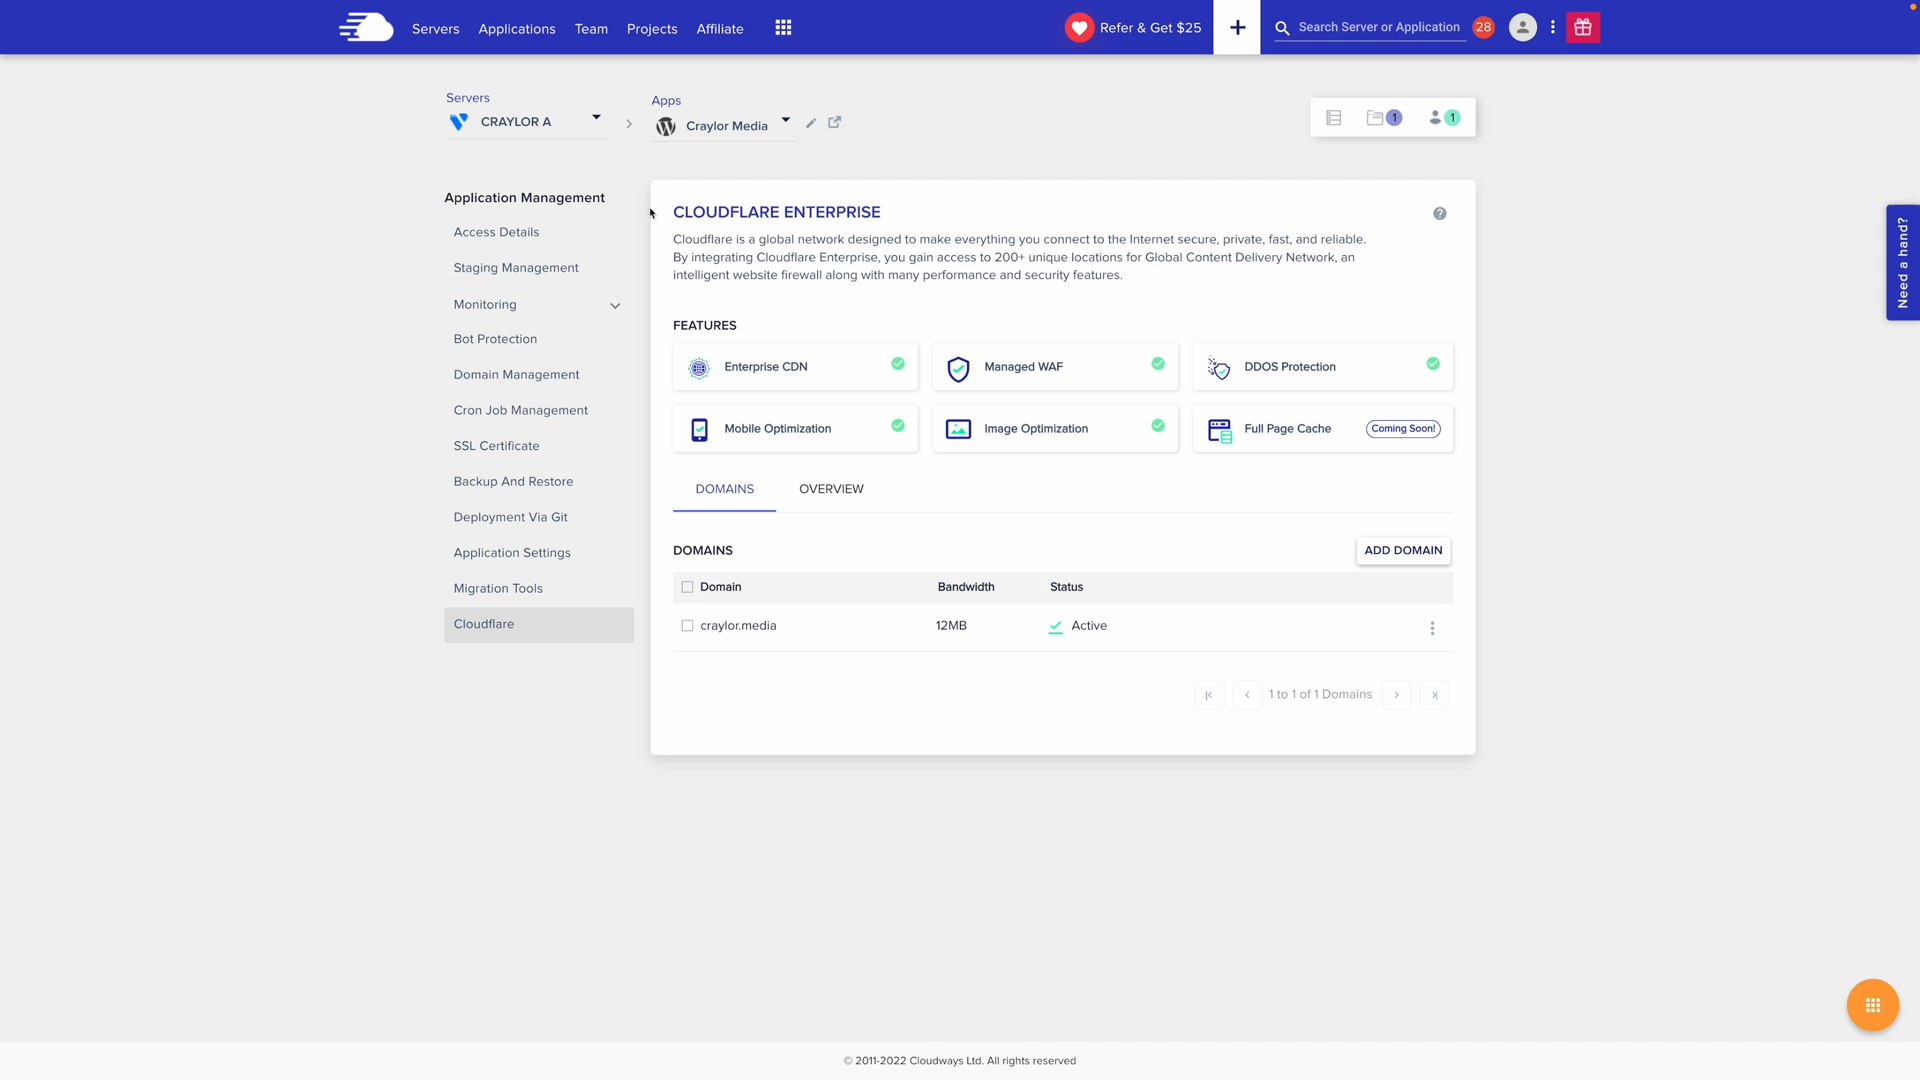 Servers Applications Team Projects Affiliate Refer & Get $25 Search Server or Application 28
Servers
CRAYLOR A
Apps
Craylor Media
1 1
Application Management
Access Details
Staging Management
Monitoring
Bot Protection
Domain Management
Cron Job Management
SSL Certificate
Backup And Restore
Deployment Via Git
Application Settings
Migration Tools
Cloudflare
CLOUDFLARE ENTERPRISE
Cloudflare is a global network designed to make everything you connect to the Internet secure, private, fast, and reliable.
By integrating Cloudflare Enterprise, you gain access to 200+ unique locations for Global Content Delivery Network, an
intelligent website firewall along with many performance and security features.
FEATURES
Enterprise CDN Managed WAF DDOS Protection
Mobile Optimization Image Optimization Full Page Cache Coming Soon!
DOMAINS OVERVIEW
DOMAINS ADD DOMAIN
Domain Bandwidth Status
craylor.media 12MB Active
1 to 1 of 1 Domains
Need a hand?
© 2011-2022 Cloudways Ltd. All rights reserved